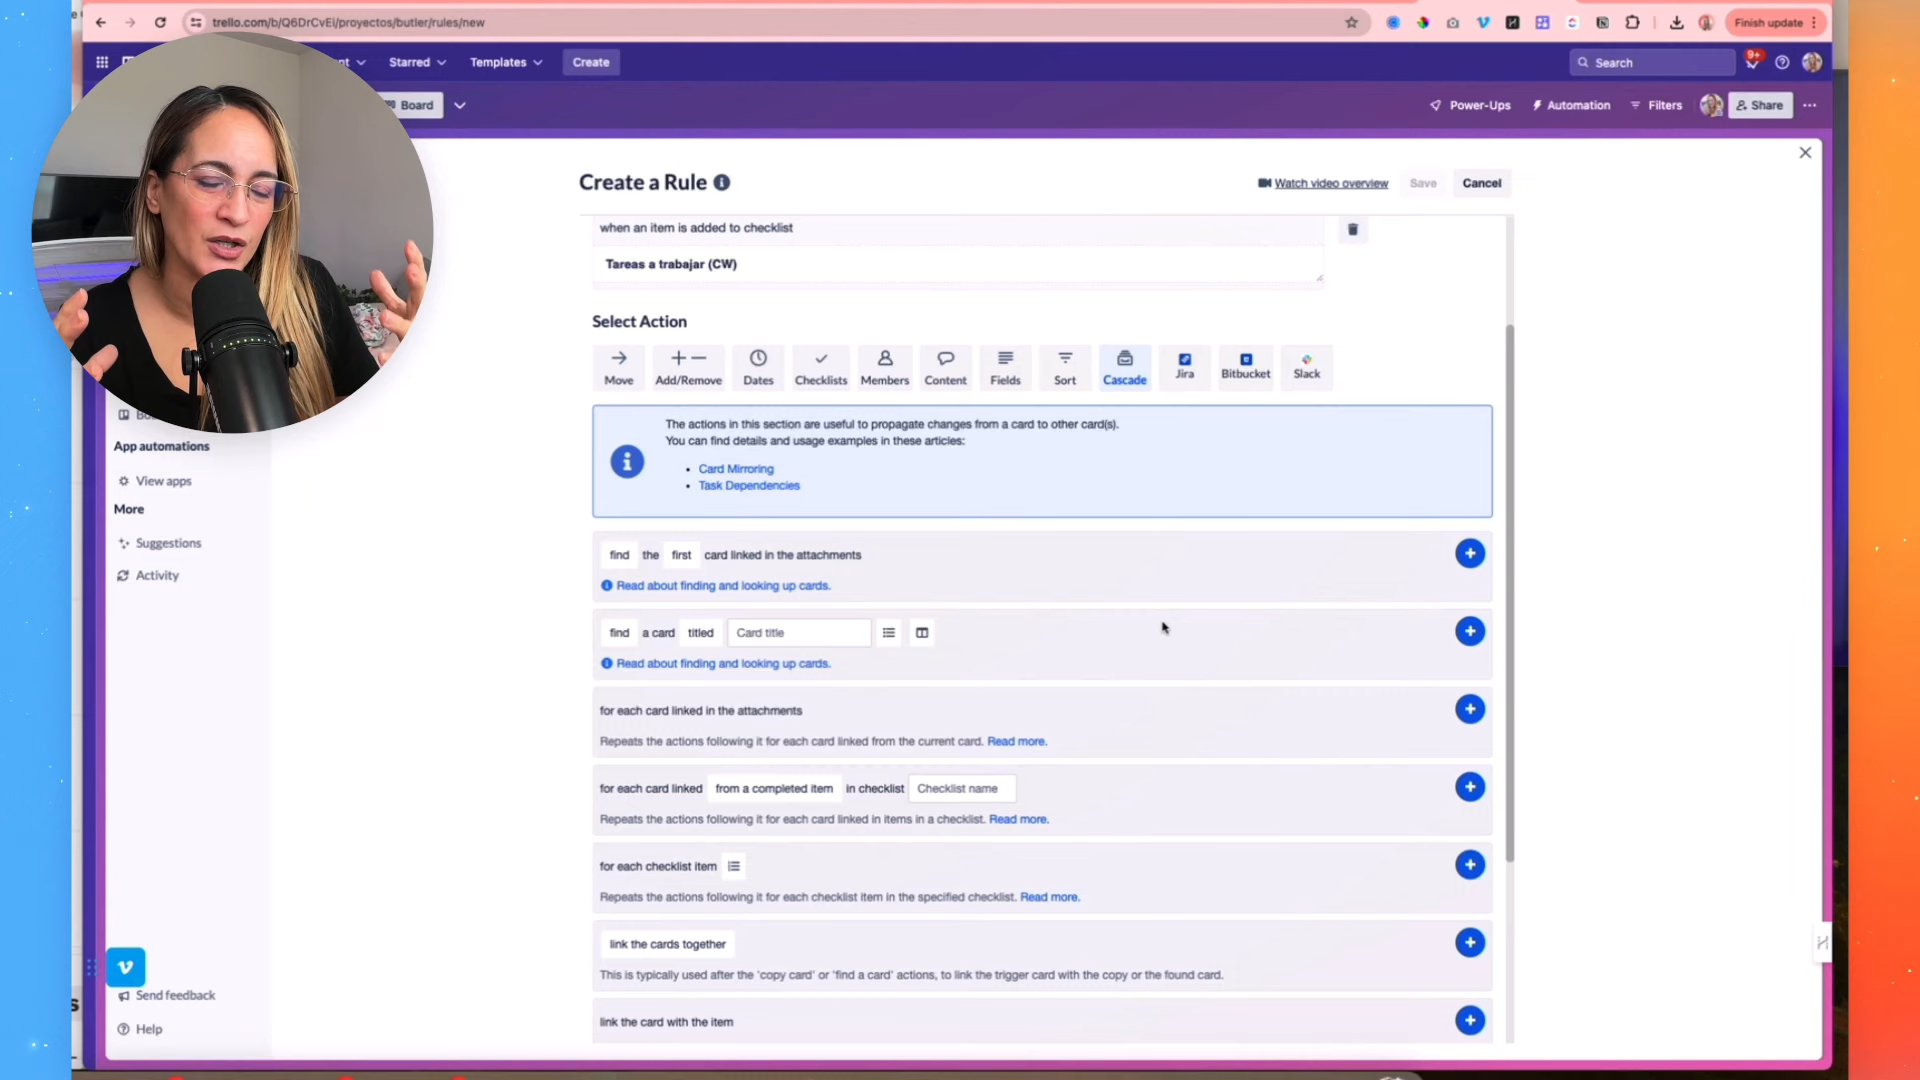 trello.com/b/Q6DrCvEi/proyectos/butler/rules/new
Finish update
Starred
Templates
Create
Search
9+
Board
Power-Ups
Automation
Filters
Share
Create a Rule
Watch video overview
Save
Cancel
when an item is added to checklist
Tareas a trabajar (CW)
Select Action
Move
Add/Remove
Dates
Checklists
Members
Content
Fields
Sort
Cascade
Jira
Bitbucket
Slack
The actions in this section are useful to propagate changes from a card to other card(s).
You can find details and usage examples in these articles:
Card Mirroring
Task Dependencies
App automations
View apps
More
Suggestions
Activity
find the first card linked in the attachments
Read about finding and looking up cards.
find a card titled Card title
Read about finding and looking up cards.
for each card linked in the attachments
Repeats the actions following it for each card linked from the current card. Read more.
for each card linked from a completed item in checklist Checklist name
Repeats the actions following it for each card linked in items in a checklist. Read more.
for each checklist item
Repeats the actions following it for each checklist item in the specified checklist. Read more.
link the cards together
This is typically used after the 'copy card' or 'find a card' actions, to link the trigger card with the copy or the found card.
link the card with the item
Send feedback
Help